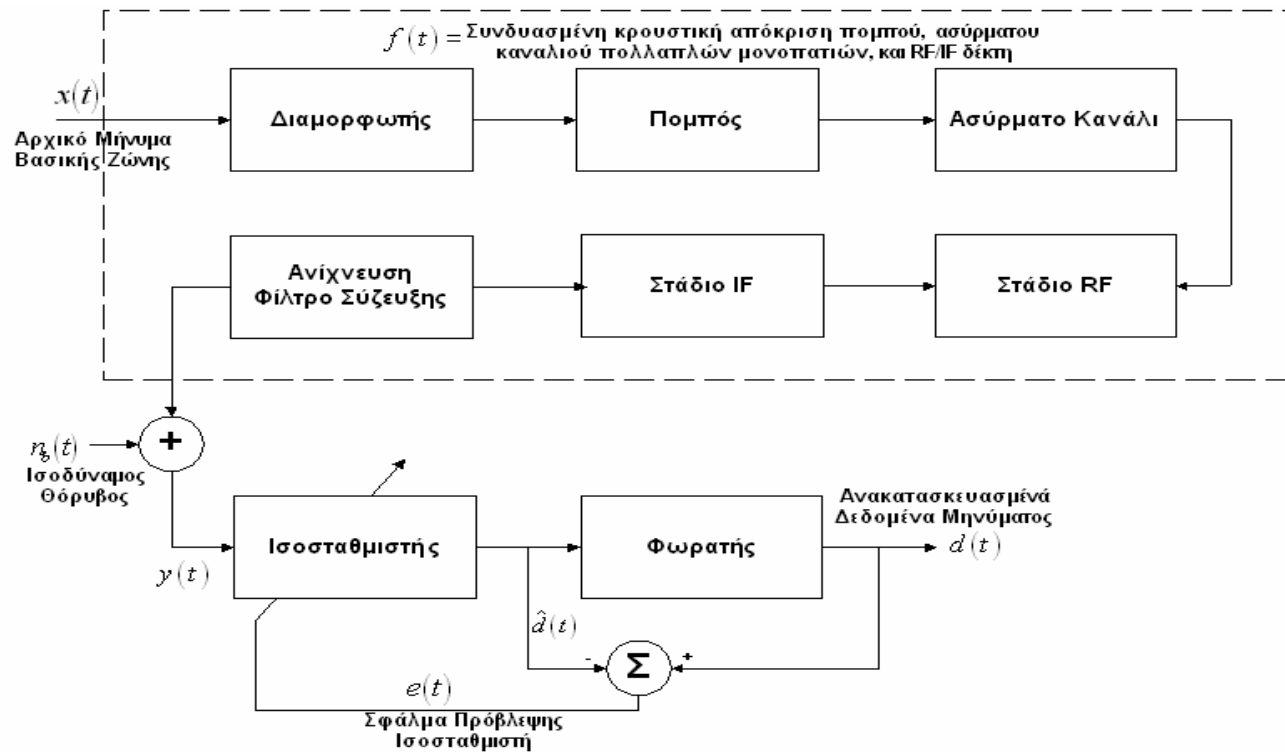 f(t) = Συνδυασμένη κρουστική απόκριση πομπού, ασύρματου
καναλιού πολλαπλών μονοπατιών, και RF/IF δέκτη
x(t)
Αρχικό Μήνυμα
Βασικής Ζώνης
Διαμορφωτής
Πομπός
Ασύρματο Κανάλι
Ανίχνευση
Φίλτρο Σύζευξης
Στάδιο IF
Στάδιο RF
+
n_b(t)
Ισοδύναμος
Θόρυβος
y(t)
Ισοσταθμιστής
Φωρατής
Ανακατασκευασμένά
Δεδομένα Μηνύματος
d(t)
d̂(t)
- Σ +
e(t)
Σφάλμα Πρόβλεψης
Ισοσταθμιστή